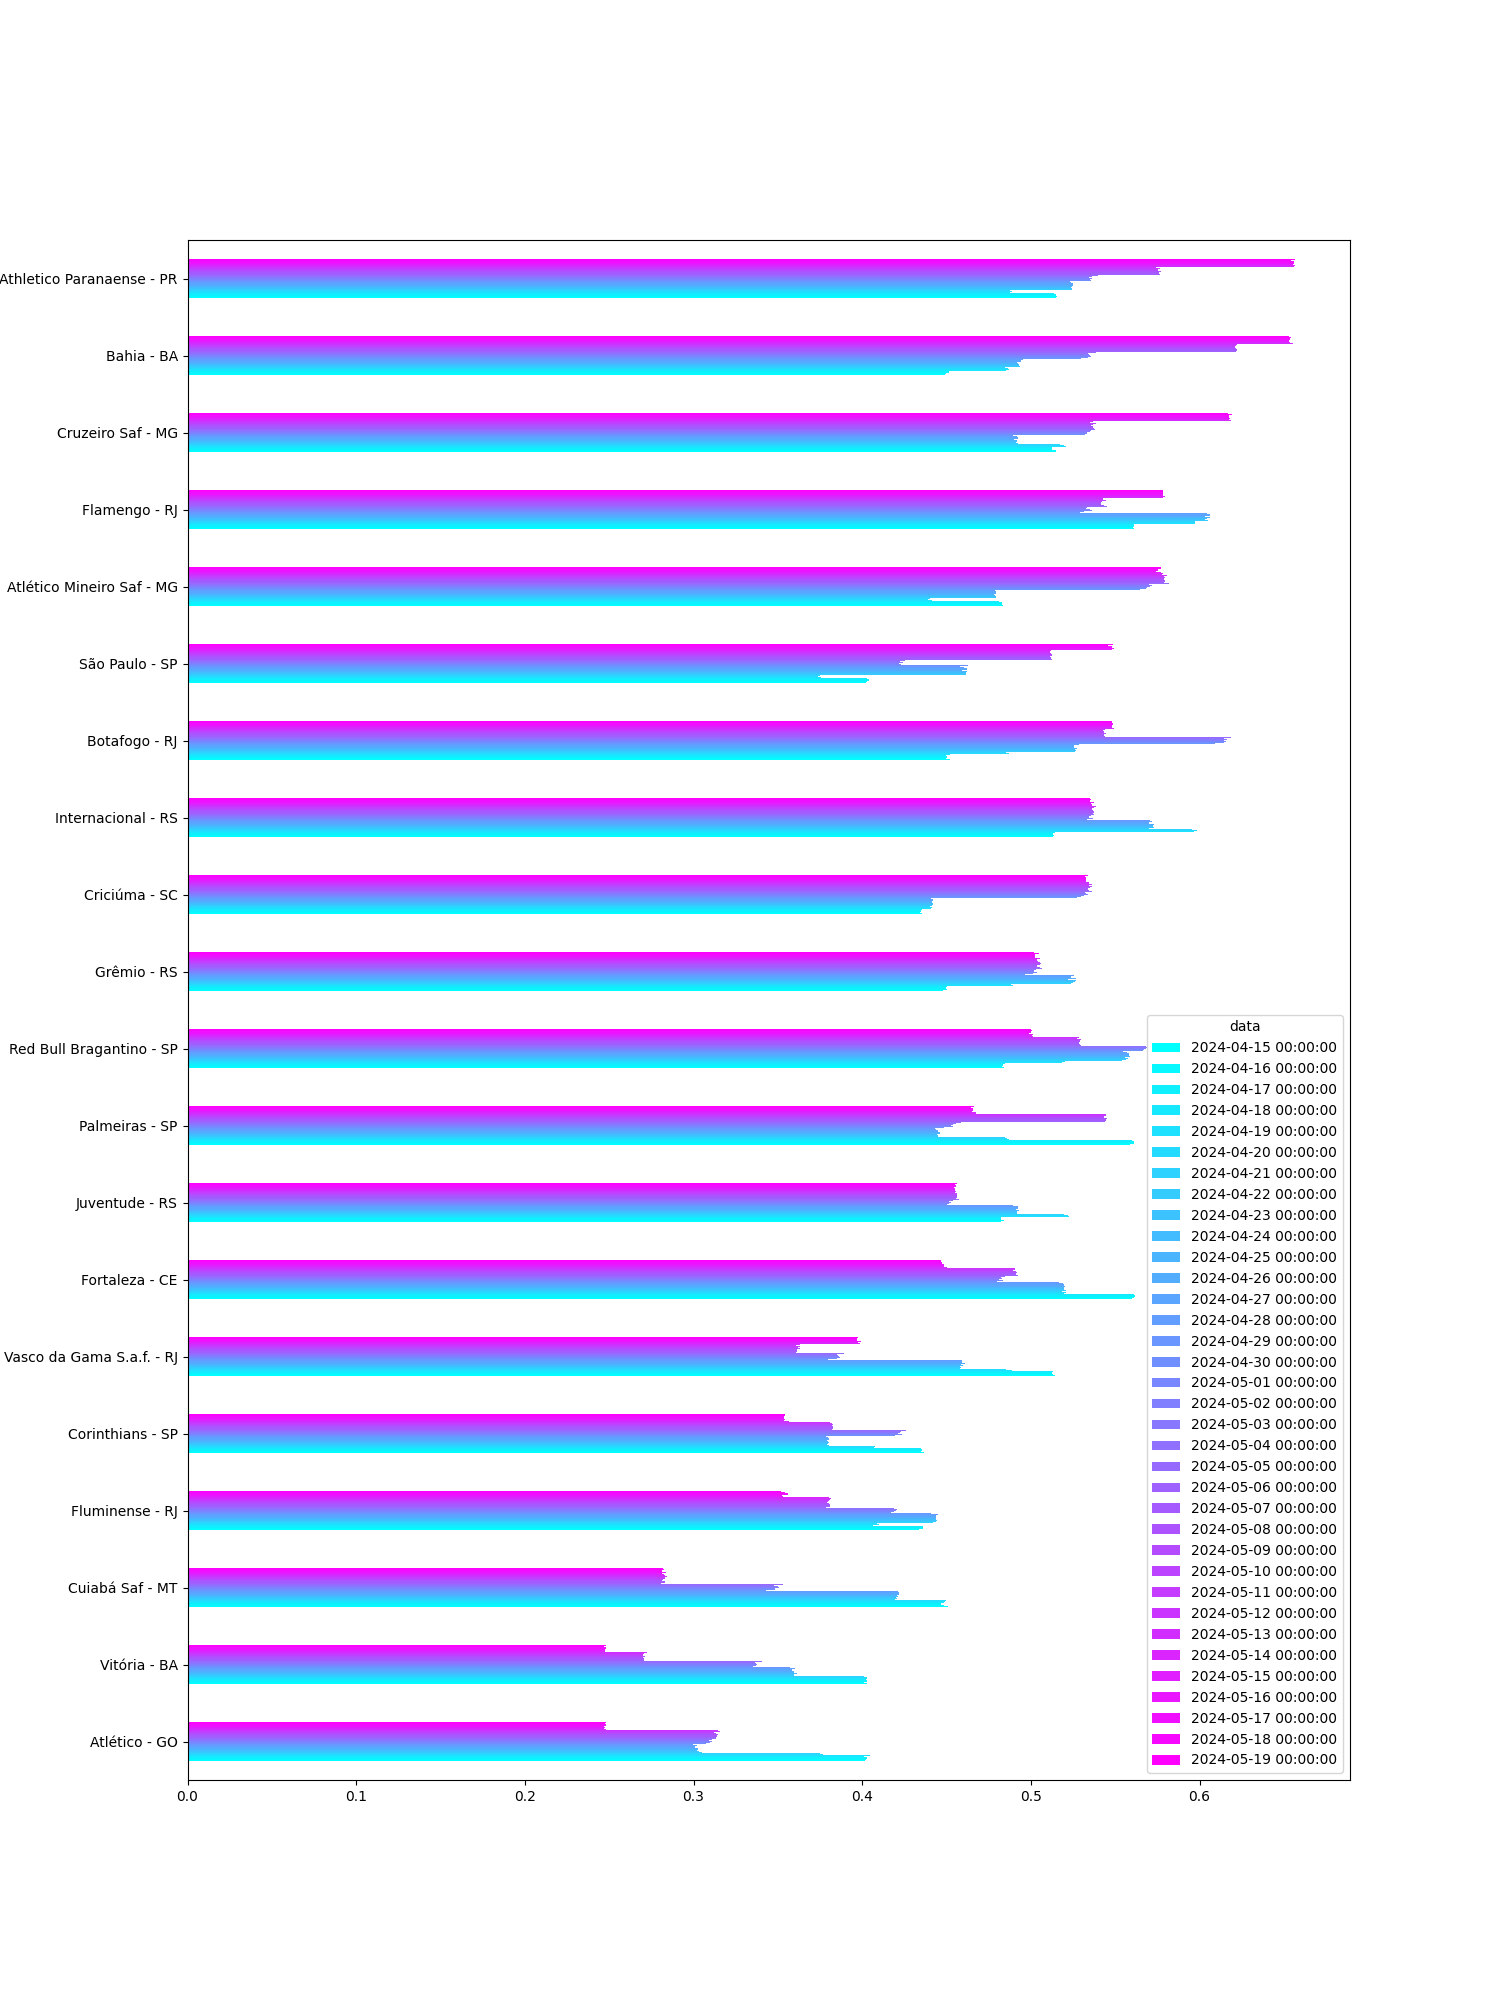 Athletico Paranaense - PR
Bahia - BA
Cruzeiro Saf - MG
Flamengo - RJ
Atlético Mineiro Saf - MG
São Paulo - SP
Botafogo - RJ
Internacional - RS
Criciúma - SC
Grêmio - RS
Red Bull Bragantino - SP
Palmeiras - SP
Juventude - RS
Fortaleza - CE
Vasco da Gama S.a.f. - RJ
Corinthians - SP
Fluminense - RJ
Cuiabá Saf - MT
Vitória - BA
Atlético - GO
data
2024-04-15 00:00:00
2024-04-16 00:00:00
2024-04-17 00:00:00
2024-04-18 00:00:00
2024-04-19 00:00:00
2024-04-20 00:00:00
2024-04-21 00:00:00
2024-04-22 00:00:00
2024-04-23 00:00:00
2024-04-24 00:00:00
2024-04-25 00:00:00
2024-04-26 00:00:00
2024-04-27 00:00:00
2024-04-28 00:00:00
2024-04-29 00:00:00
2024-04-30 00:00:00
2024-05-01 00:00:00
2024-05-02 00:00:00
2024-05-03 00:00:00
2024-05-04 00:00:00
2024-05-05 00:00:00
2024-05-06 00:00:00
2024-05-07 00:00:00
2024-05-08 00:00:00
2024-05-09 00:00:00
2024-05-10 00:00:00
2024-05-11 00:00:00
2024-05-12 00:00:00
2024-05-13 00:00:00
2024-05-14 00:00:00
2024-05-15 00:00:00
2024-05-16 00:00:00
2024-05-17 00:00:00
2024-05-18 00:00:00
2024-05-19 00:00:00
0.0 0.1 0.2 0.3 0.4 0.5 0.6